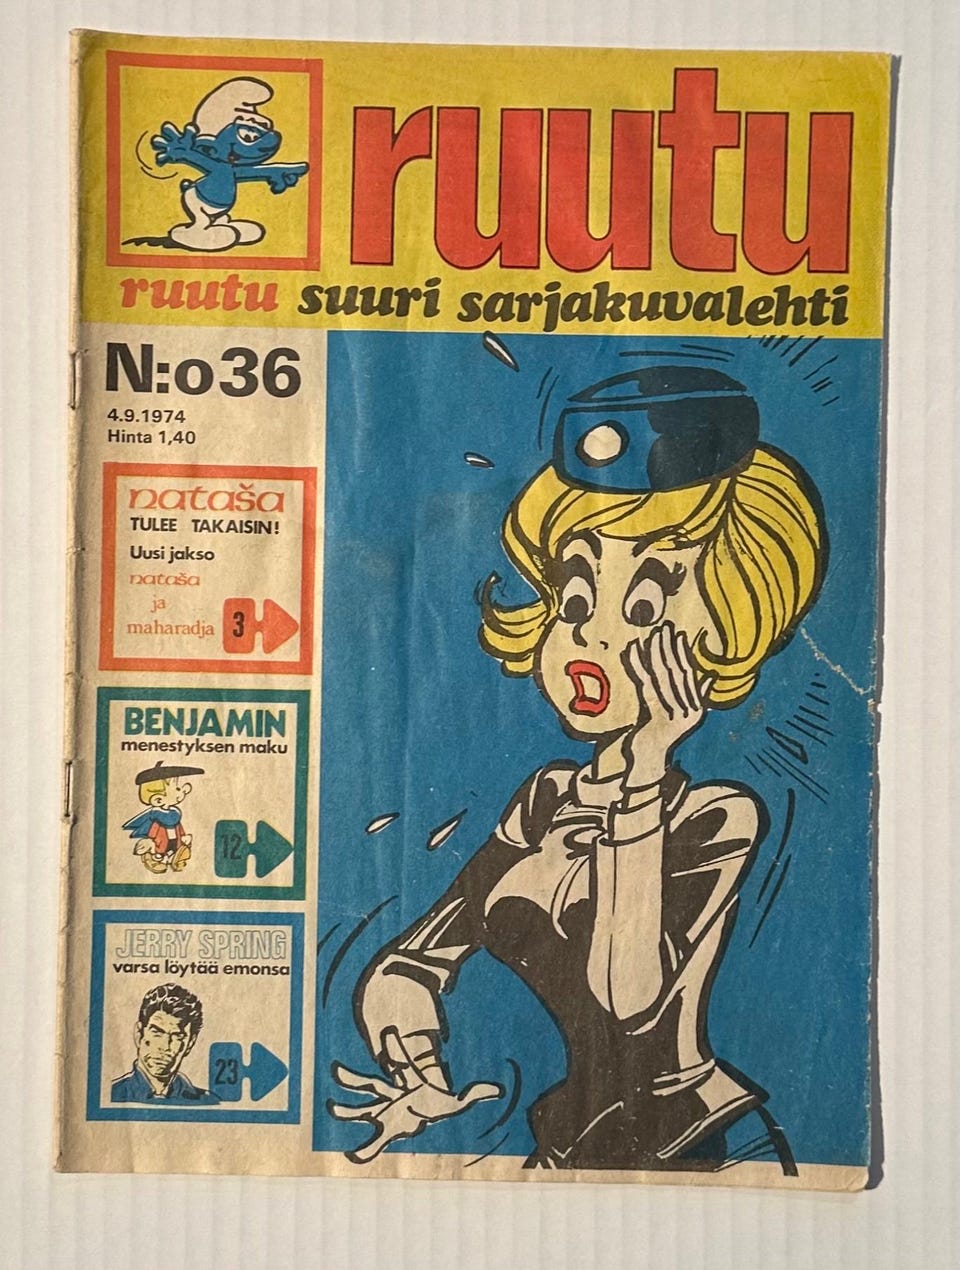 ruutu
ruutu suuri sarjakuvalehti
N:o 36
4.9.1974
Hinta 1,40
nataša
TULEE TAKAISIN!
Uusi jakso
nataša
ja
maharadja 3
BENJAMIN
menestyksen maku
12
JERRY SPRING
varsa löytää emonsa
23